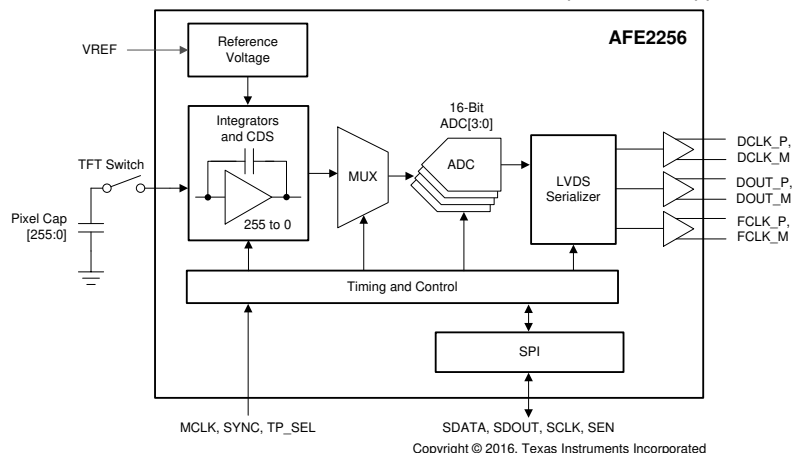 AFE2256
VREF
Reference
Voltage
16-Bit
ADC[3:0]
Integrators
and CDS
255 to 0
TFT Switch
Pixel Cap
[255:0]
MUX
ADC
LVDS
Serializer
DCLK_P,
DCLK_M
DOUT_P,
DOUT_M
FCLK_P,
FCLK_M
Timing and Control
SPI
MCLK, SYNC, TP_SEL
SDATA, SDOUT, SCLK, SEN
Copyright © 2016, Texas Instruments Incorporated